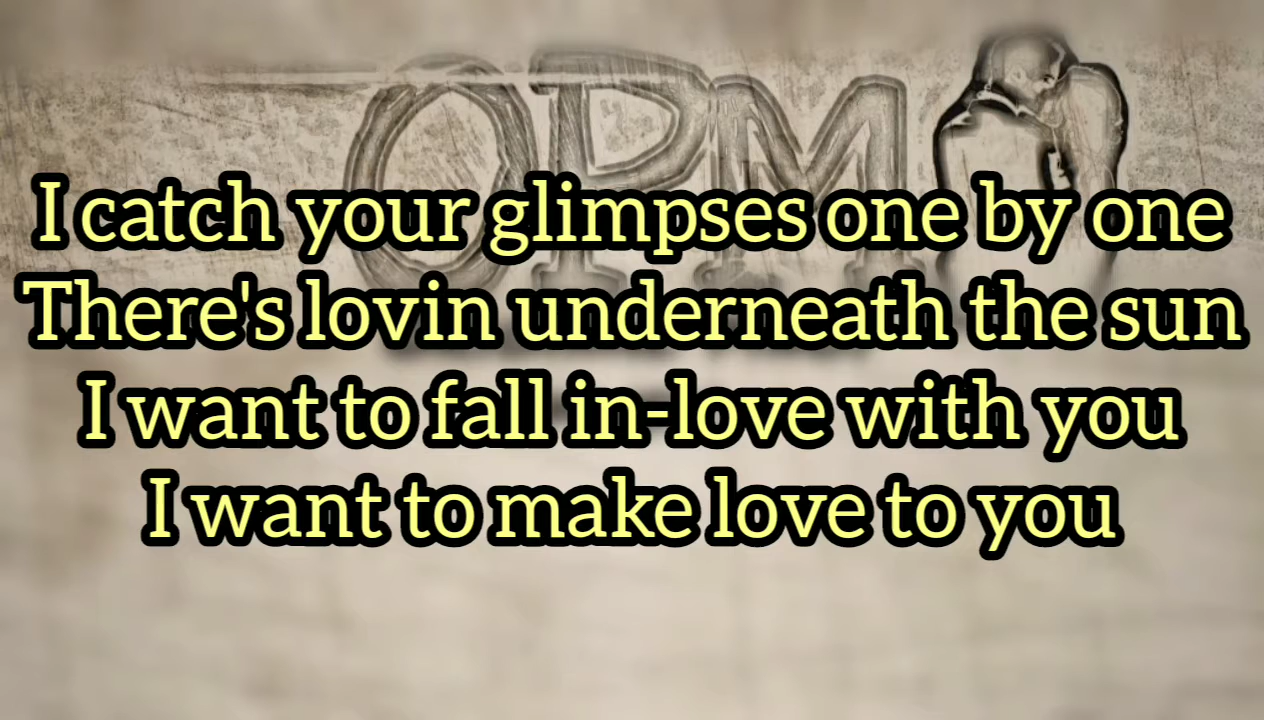 OPM
I catch your glimpses one by one
There's lovin underneath the sun
I want to fall in-love with you
I want to make love to you